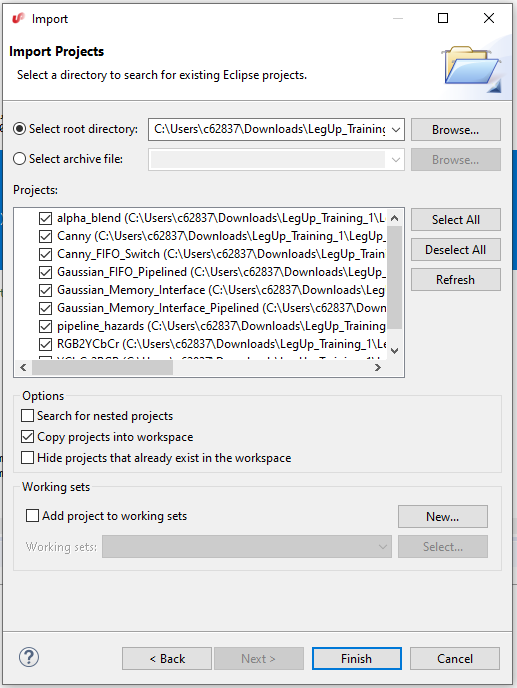 Import
Import Projects
Select a directory to search for existing Eclipse projects.
Select root directory: C:\Users\c62837\Downloads\LegUp_Training Browse...
Select archive file: Browse...
Projects:
alpha_blend (C:\Users\c62837\Downloads\LegUp_Training_1\L
Canny (C:\Users\c62837\Downloads\LegUp_Training_1\LegUp_
Canny_FIFO_Switch (C:\Users\c62837\Downloads\LegUp_Train
Gaussian_FIFO_Pipelined (C:\Users\c62837\Downloads\LegUp_
Gaussian_Memory_Interface (C:\Users\c62837\Downloads\Leg
Gaussian_Memory_Interface_Pipelined (C:\Users\c62837\Down
pipeline_hazards (C:\Users\c62837\Downloads\LegUp_Training
RGB2YCbCr (C:\Users\c62837\Downloads\LegUp_Training_1\Le
Select All
Deselect All
Refresh
Options
Search for nested projects
Copy projects into workspace
Hide projects that already exist in the workspace
Working sets
Add project to working sets New...
Working sets: Select...
? < Back Next > Finish Cancel